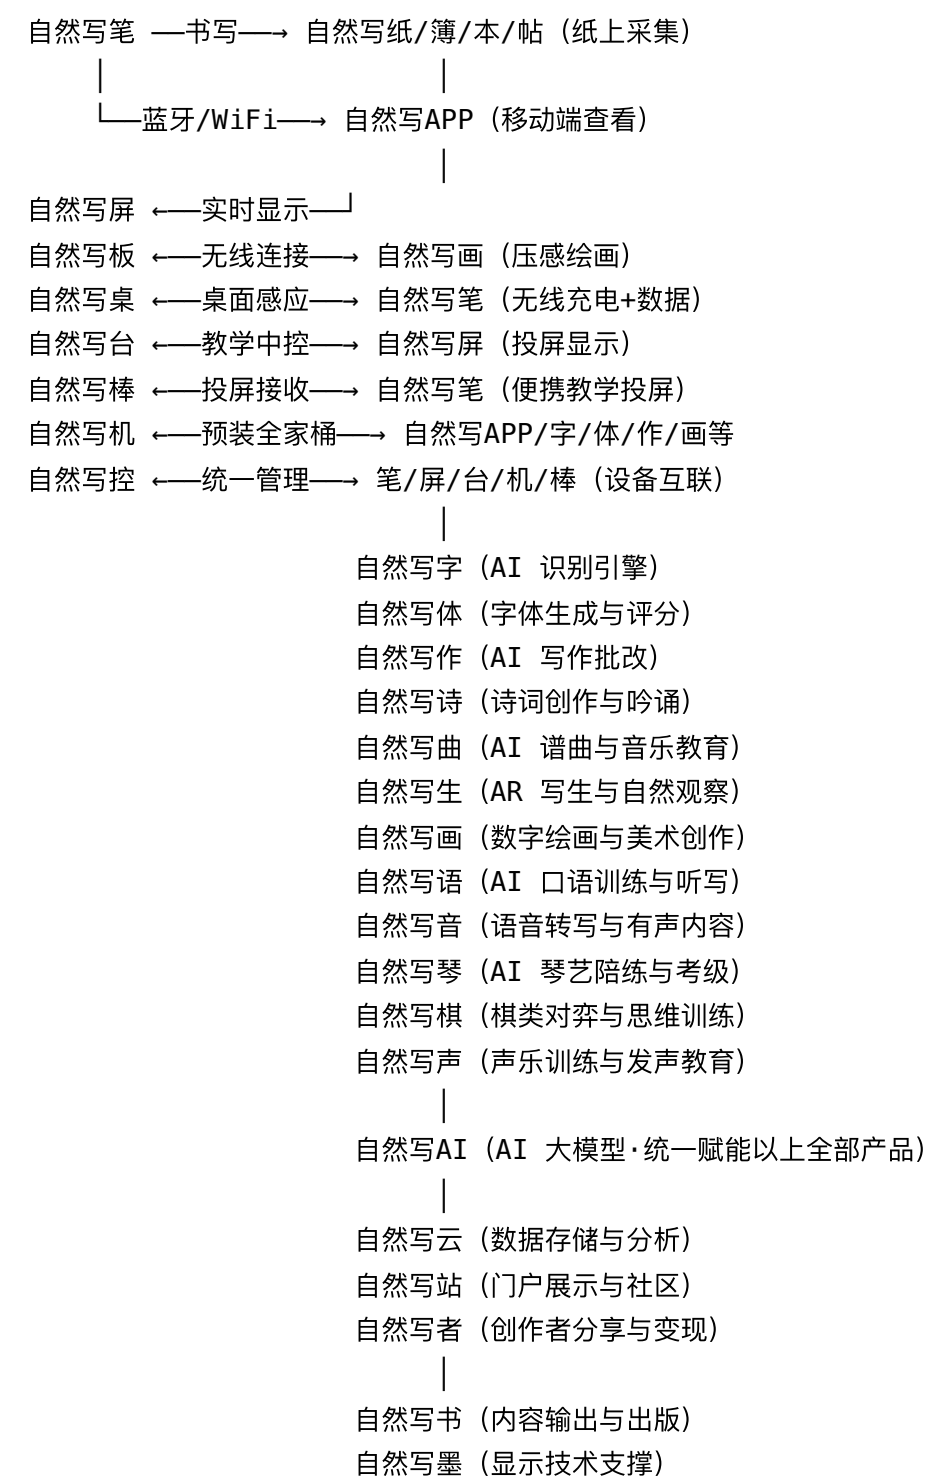 自然写笔 ──书写──→ 自然写纸/簿/本/帖（纸上采集）
│ │
└──蓝牙/WiFi──→ 自然写APP（移动端查看）
│
自然写屏 ←──实时显示──┘
自然写板 ←──无线连接──→ 自然写画（压感绘画）
自然写桌 ←──桌面感应──→ 自然写笔（无线充电+数据）
自然写台 ←──教学中控──→ 自然写屏（投屏显示）
自然写棒 ←──投屏接收──→ 自然写笔（便携教学投屏）
自然写机 ←──预装全家桶──→ 自然写APP/字/体/作/画等
自然写控 ←──统一管理──→ 笔/屏/台/机/棒（设备互联）
│
自然写字（AI 识别引擎）
自然写体（字体生成与评分）
自然写作（AI 写作批改）
自然写诗（诗词创作与吟诵）
自然写曲（AI 谱曲与音乐教育）
自然写生（AR 写生与自然观察）
自然写画（数字绘画与美术创作）
自然写语（AI 口语训练与听写）
自然写音（语音转写与有声内容）
自然写琴（AI 琴艺陪练与考级）
自然写棋（棋类对弈与思维训练）
自然写声（声乐训练与发声教育）
│
自然写AI（AI 大模型·统一赋能以上全部产品）
│
自然写云（数据存储与分析）
自然写站（门户展示与社区）
自然写者（创作者分享与变现）
│
自然写书（内容输出与出版）
自然写墨（显示技术支撑）